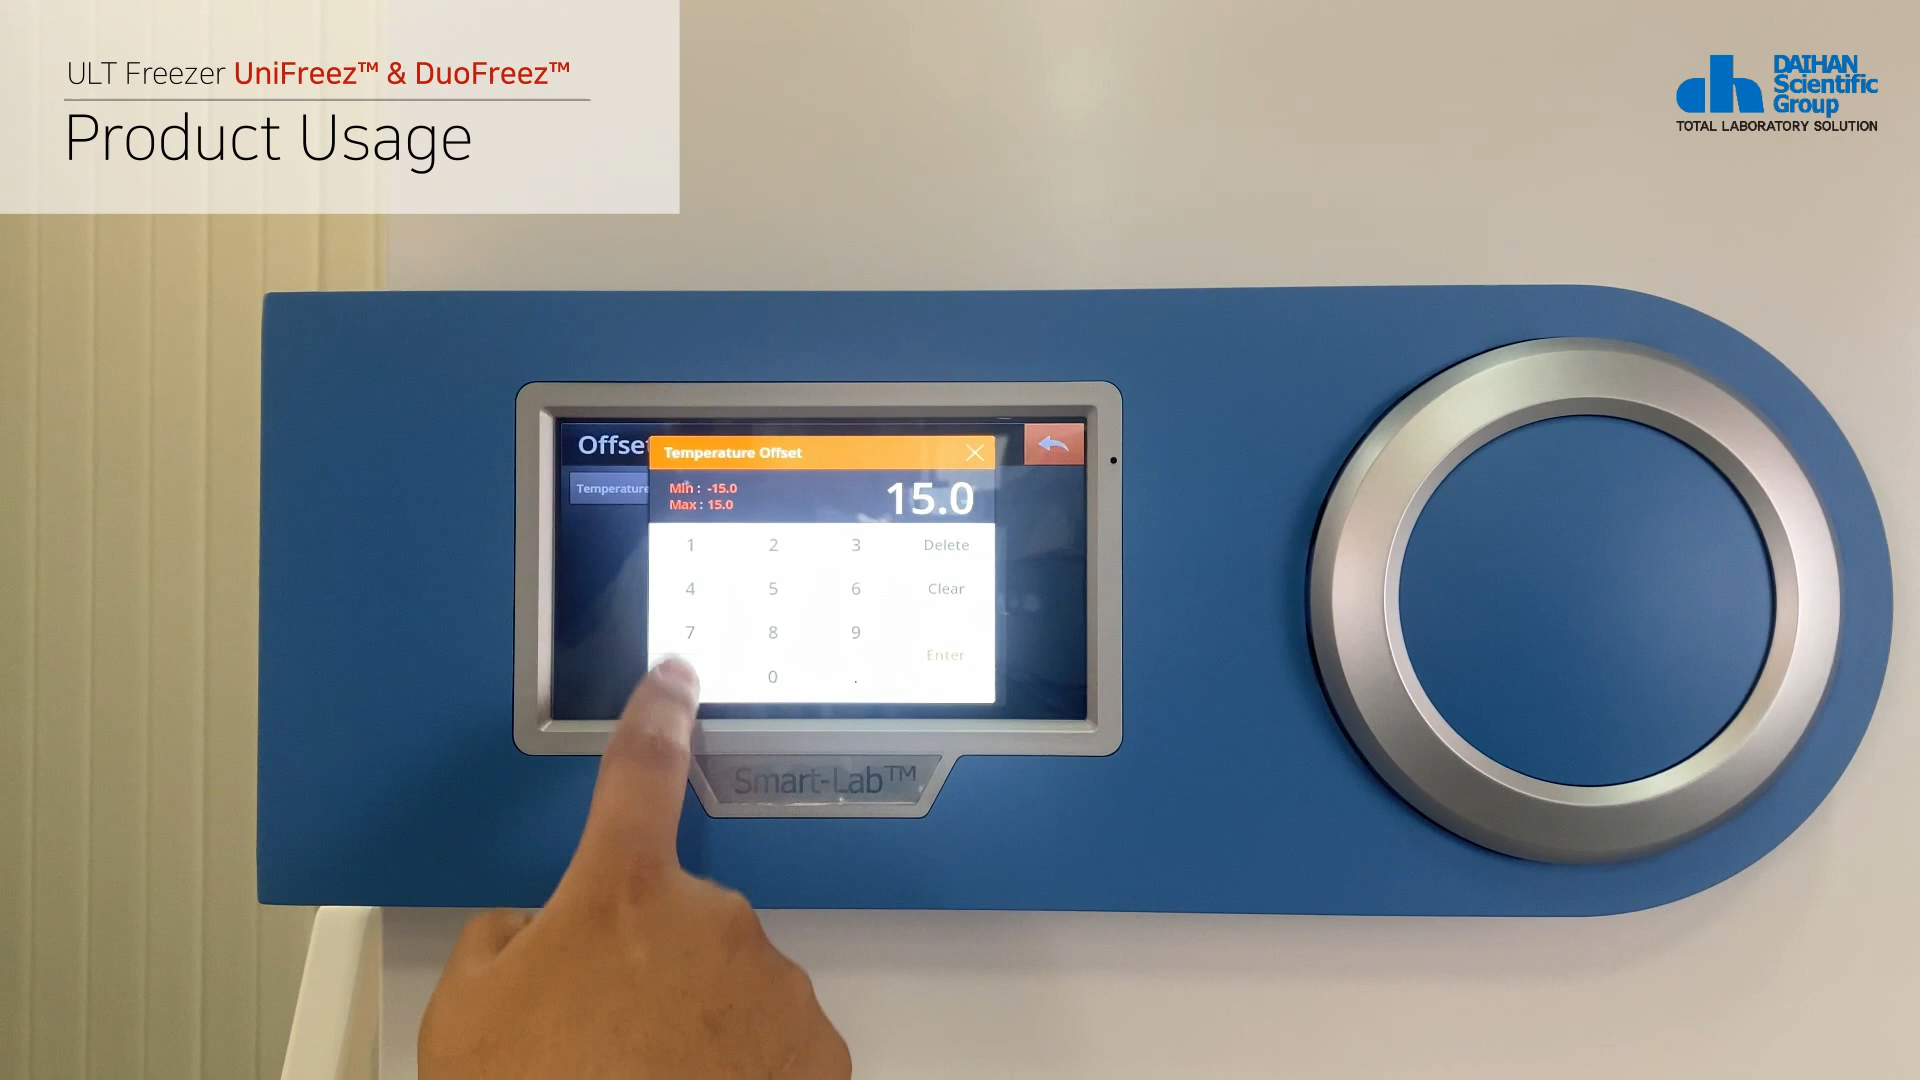 ULT Freezer UniFreez™ & DuoFreez™
Product Usage
DAIHAN
Scientific
Group
TOTAL LABORATORY SOLUTION
Offse
Temperature Offset
Temperature
Min : -15.0
Max : 15.0
15.0
1 2 3 Delete
4 5 6 Clear
7 8 9
Enter
0 .
Smart-Lab™